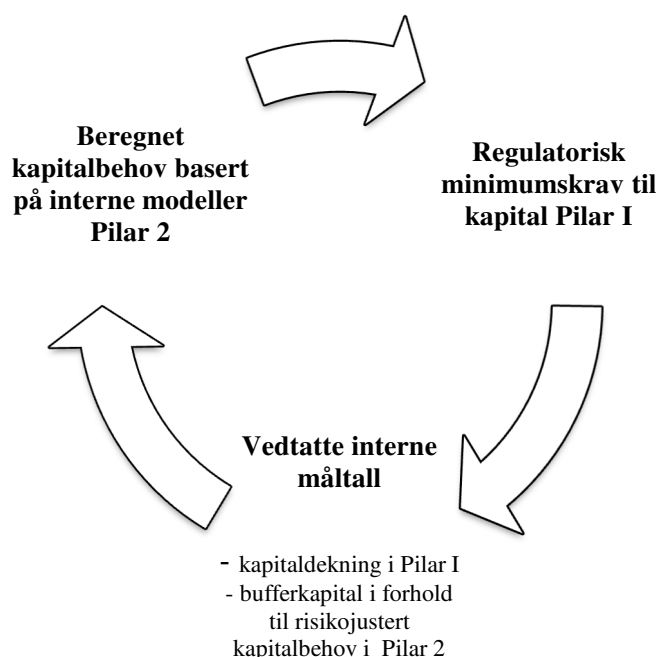 Beregnet
kapitalbehov basert
på interne modeller
Pilar 2
Regulatorisk
minimumskrav til
kapital Pilar I
Vedtatte interne
måltall
- kapitaldekning i Pilar I
- bufferkapital i forhold
til risikojustert
kapitalbehov i Pilar 2